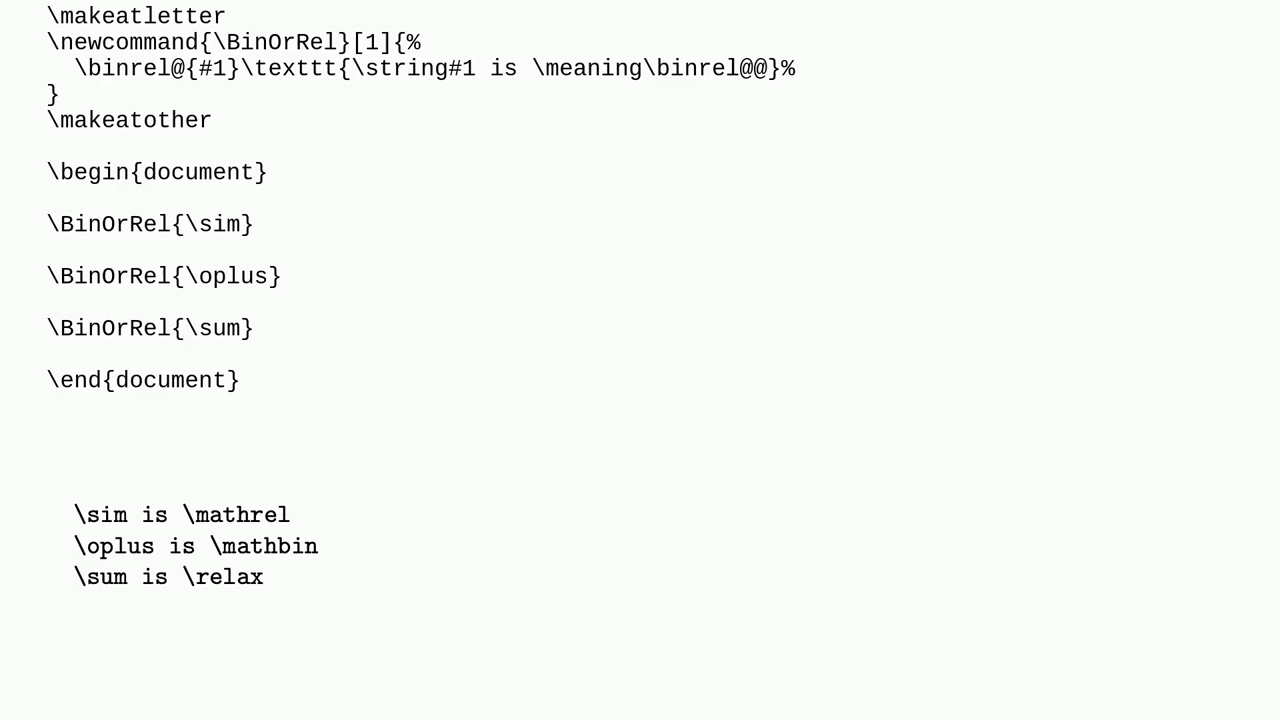 \makeatletter
\newcommand{\BinOrRel}[1]{%
  \binrel@{#1}\texttt{\string#1 is \meaning\binrel@@}%
}
\makeatother

\begin{document}

\BinOrRel{\sim}

\BinOrRel{\oplus}

\BinOrRel{\sum}

\end{document}

\sim is \mathrel
\oplus is \mathbin
\sum is \relax